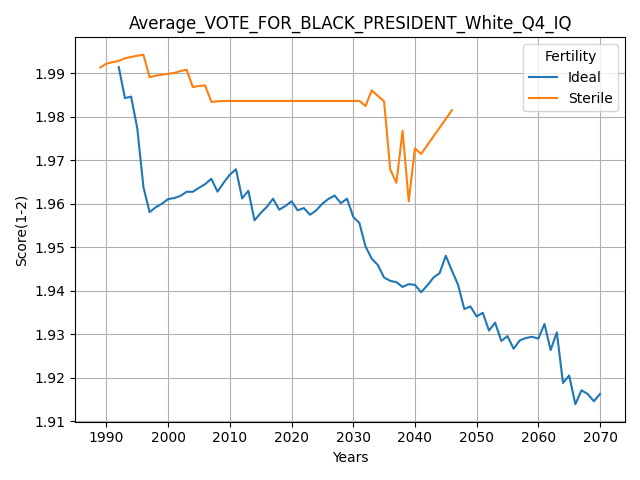 Average_VOTE_FOR_BLACK_PRESIDENT_White_Q4_IQ
Fertility
Ideal
Sterile
Score(1-2)
1.99
1.98
1.97
1.96
1.95
1.94
1.93
1.92
1.91
1990 2000 2010 2020 2030 2040 2050 2060 2070
Years